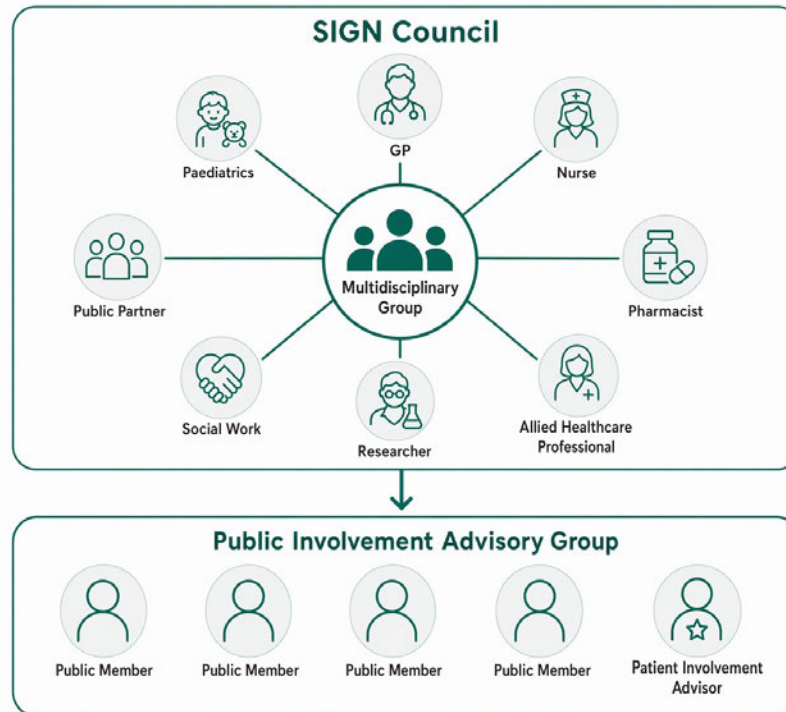 SIGN Council
GP
Paediatrics
Nurse
Multidisciplinary
Group
Public Partner
Pharmacist
Social Work
Researcher
Allied Healthcare
Professional
Public Involvement Advisory Group
Public Member
Public Member
Public Member
Public Member
Patient Involvement
Advisor